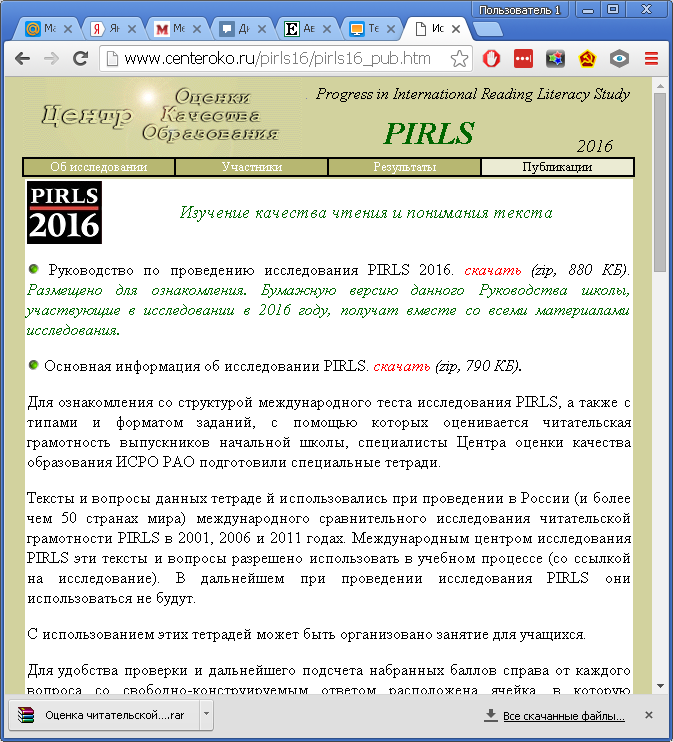 Пользователь 1
Ма
Ян
Ме
Дн
Ав
Те
Ис
www.centeroko.ru/pirls16/pirls16_pub.htm
Центр Оценки Качества Образования
Progress in International Reading Literacy Study
PIRLS
2016
Об исследовании Участники Результаты Публикации
PIRLS
2016
Изучение качества чтения и понимания текста
Руководство по проведению исследования PIRLS 2016. скачать (zip, 880 КБ).
Размещено для ознакомления. Бумажную версию данного Руководства школы,
участвующие в исследовании в 2016 году, получат вместе со всеми материалами
исследования.
Основная информация об исследовании PIRLS. скачать (zip, 790 КБ).
Для ознакомления со структурой международного теста исследования PIRLS, а также с
типами и форматом заданий, с помощью которых оценивается читательская
грамотность выпускников начальной школы, специалисты Центра оценки качества
образования ИСРО РАО подготовили специальные тетради.
Тексты и вопросы данных тетраде й использовались при проведении в России (и более
чем 50 странах мира) международного сравнительного исследования читательской
грамотности PIRLS в 2001, 2006 и 2011 годах. Международным центром исследования
PIRLS эти тексты и вопросы разрешено использовать в учебном процессе (со ссылкой
на исследование). В дальнейшем при проведении исследования PIRLS они
использоваться не будут.
С использованием этих тетрадей может быть организовано занятие для учащихся.
Для удобства проверки и дальнейшего подсчета набранных баллов справа от каждого
вопроса со свободно-конструируемым ответом расположена ячейка, в которую
Оценка читательской....rar
Все скачанные файлы...